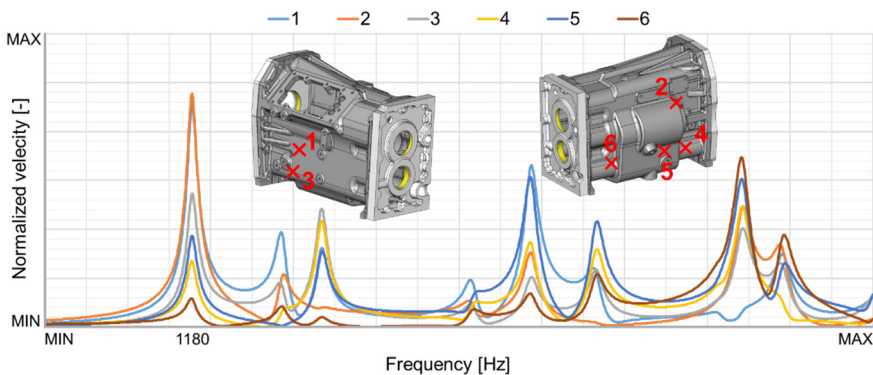 1 2 3 4 5 6
MAX
Normalized velecity [-]
MIN
1
3
2
4
6
5
MIN 1180 MAX
Frequency [Hz]